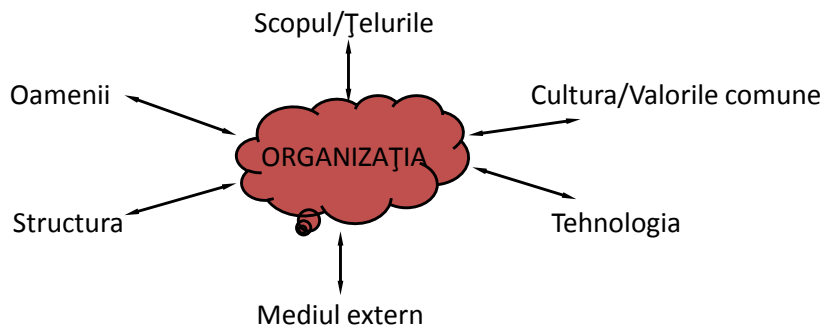 Scopul/Ţelurile
Oamenii
Cultura/Valorile comune
ORGANIZAŢIA
Structura
Tehnologia
Mediul extern